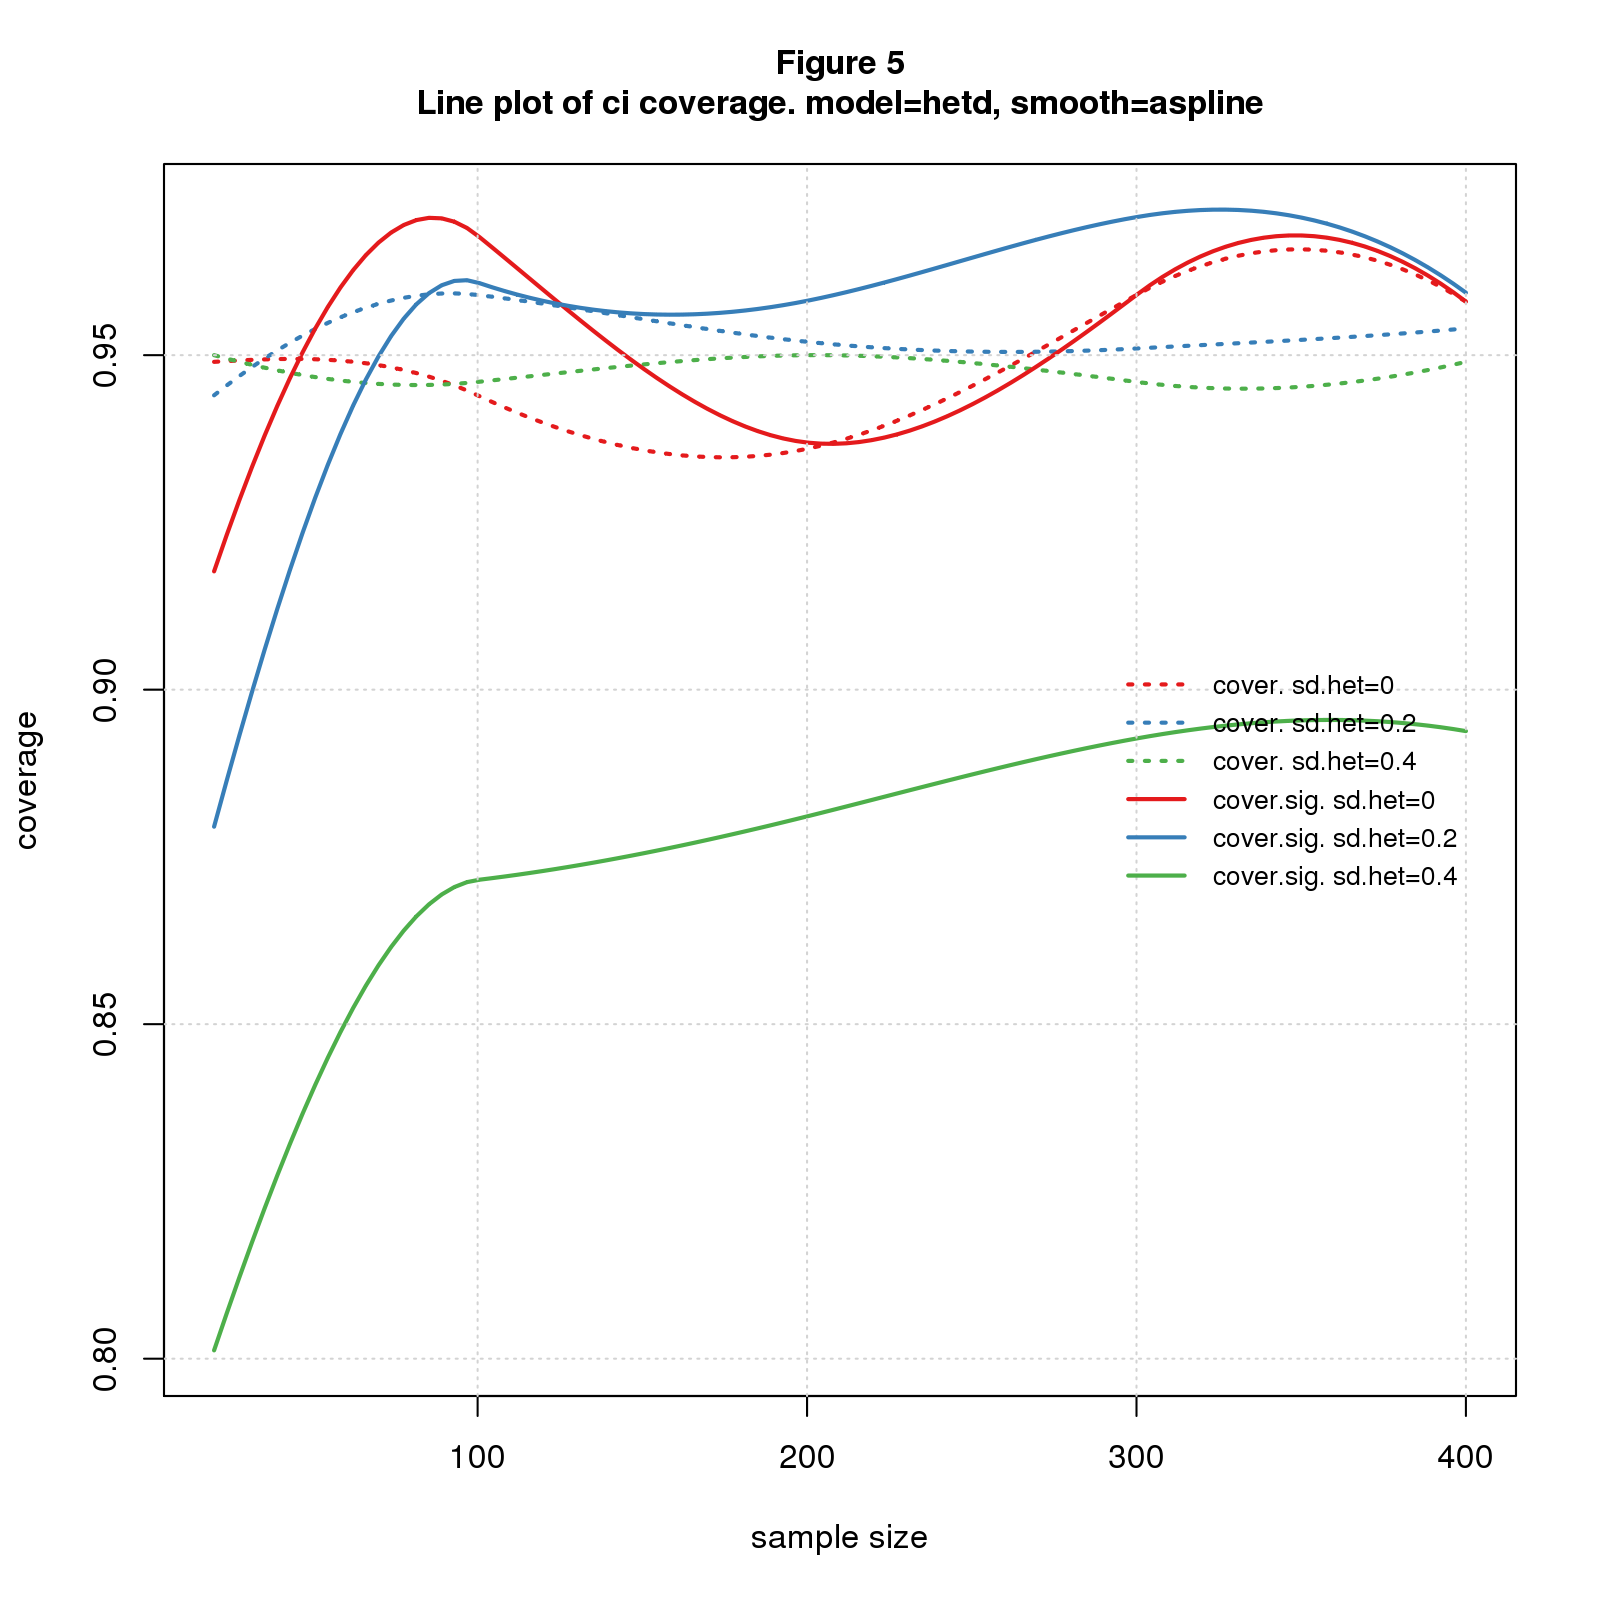 Figure 5
Line plot of ci coverage. model=hetd, smooth=aspline
coverage
0.95
0.90
0.85
0.80
cover. sd.het=0
cover. sd.het=0.2
cover. sd.het=0.4
cover.sig. sd.het=0
cover.sig. sd.het=0.2
cover.sig. sd.het=0.4
100 200 300 400
sample size